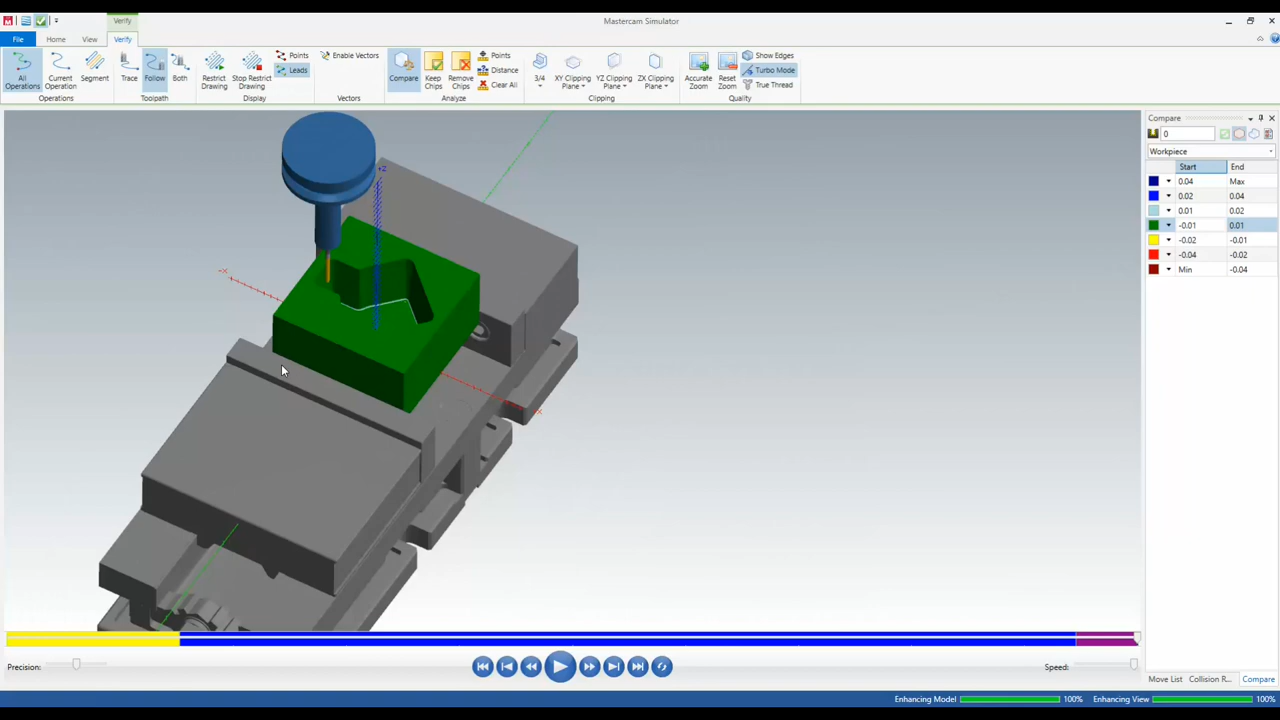 Verify
Mastercam Simulator
File
Home
View
Verify
All Operations
Current Operation
Segment
Operations
Trace
Follow
Both
Toolpath
Restrict Drawing
Stop Restrict Drawing
Points
Leads
Display
Enable Vectors
Vectors
Compare
Keep Chips
Remove Chips
Points
Distance
Clear All
Analyze
3/4
XY Clipping Plane
YZ Clipping Plane
ZX Clipping Plane
Clipping
Accurate Zoom
Reset Zoom
Show Edges
Turbo Mode
True Thread
Quality
Compare
0
Workpiece
Start End
0.04 Max
0.02 0.04
0.01 0.02
-0.01 0.01
-0.02 -0.01
-0.04 -0.02
Min -0.04
+Z
-X
Precision:
Speed:
Move List
Collision R...
Compare
Enhancing Model 100%
Enhancing View 100%